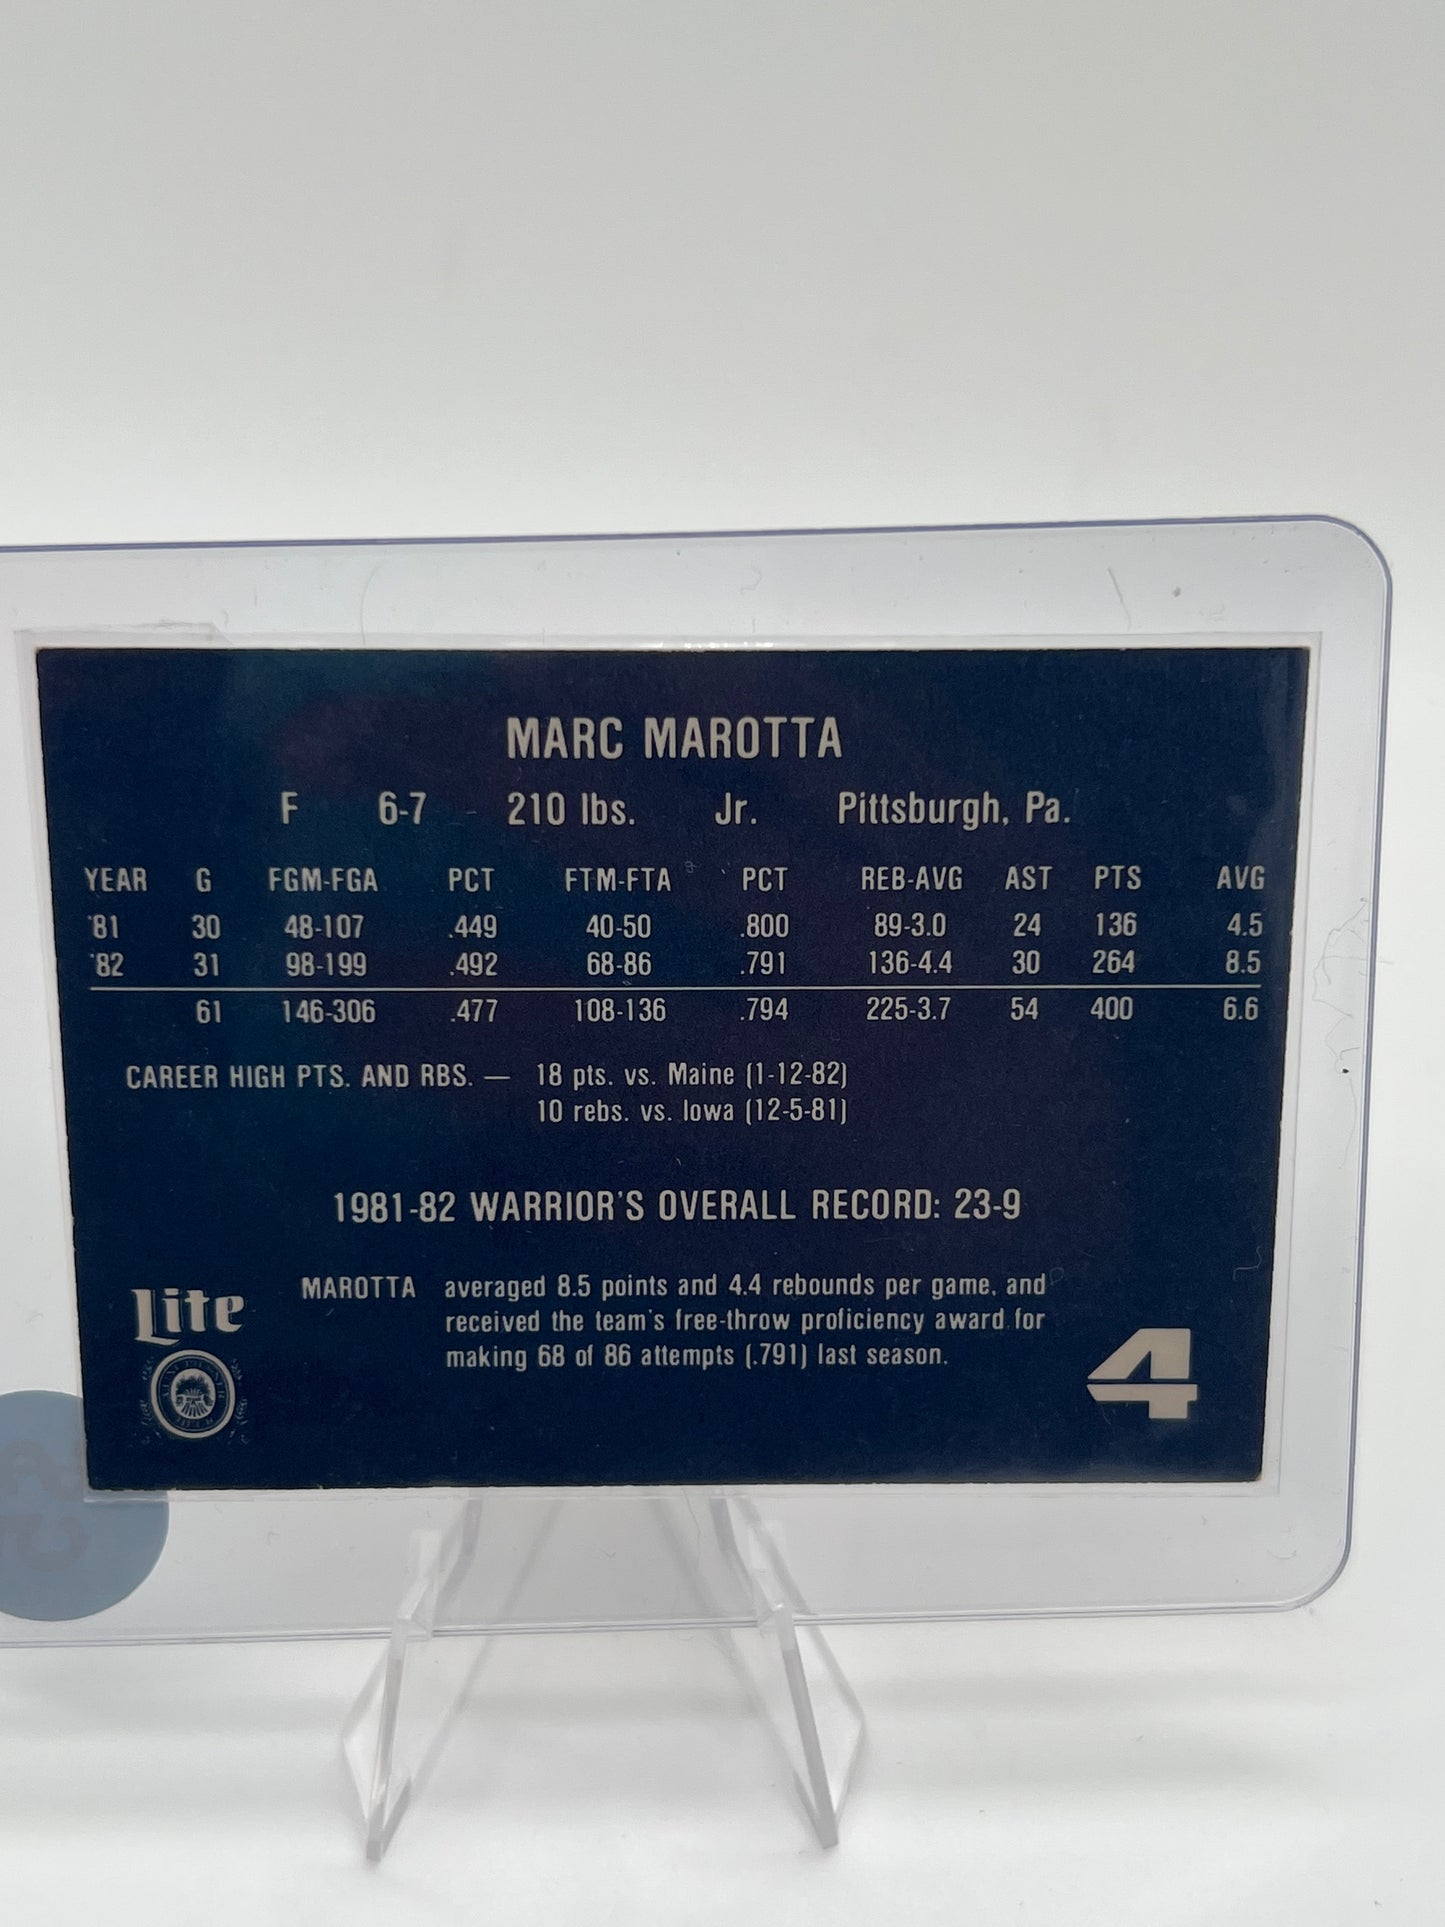 MARC MAROTTA
F 6-7 210 lbs. Jr. Pittsburgh, Pa.
YEAR G FGM-FGA PCT FTM-FTA PCT REB-AVG AST PTS AVG
'81 30 48-107 .449 40-50 .800 89-3.0 24 136 4.5
'82 31 98-199 .492 68-86 .791 136-4.4 30 264 8.5
61 146-306 .477 108-136 .794 225-3.7 54 400 6.6
CAREER HIGH PTS. AND RBS. — 18 pts. vs. Maine (1-12-82)
10 rebs. vs. Iowa (12-5-81)
1981-82 WARRIOR'S OVERALL RECORD: 23-9
MAROTTA averaged 8.5 points and 4.4 rebounds per game, and
received the team's free-throw proficiency award for
making 68 of 86 attempts (.791) last season.
Lite
4